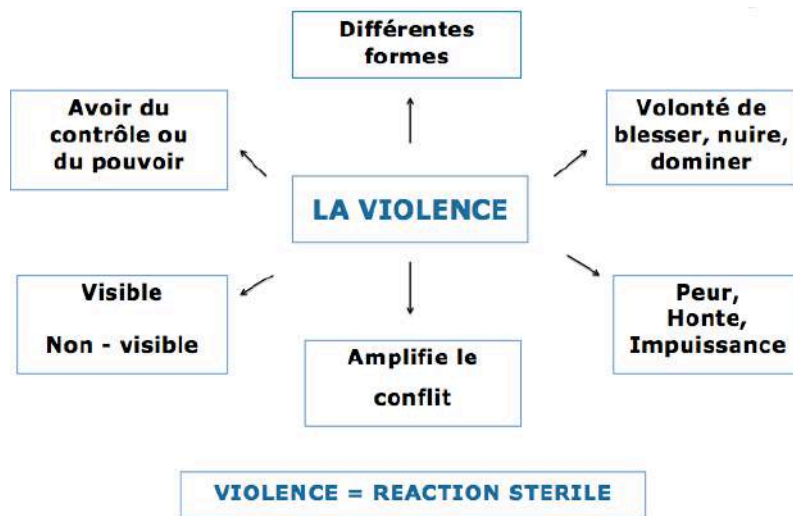 Différentes
formes
Avoir du
contrôle ou
du pouvoir
Volonté de
blesser, nuire,
dominer
LA VIOLENCE
Visible
Non - visible
Amplifie le
conflit
Peur,
Honte,
Impuissance
VIOLENCE = REACTION STERILE